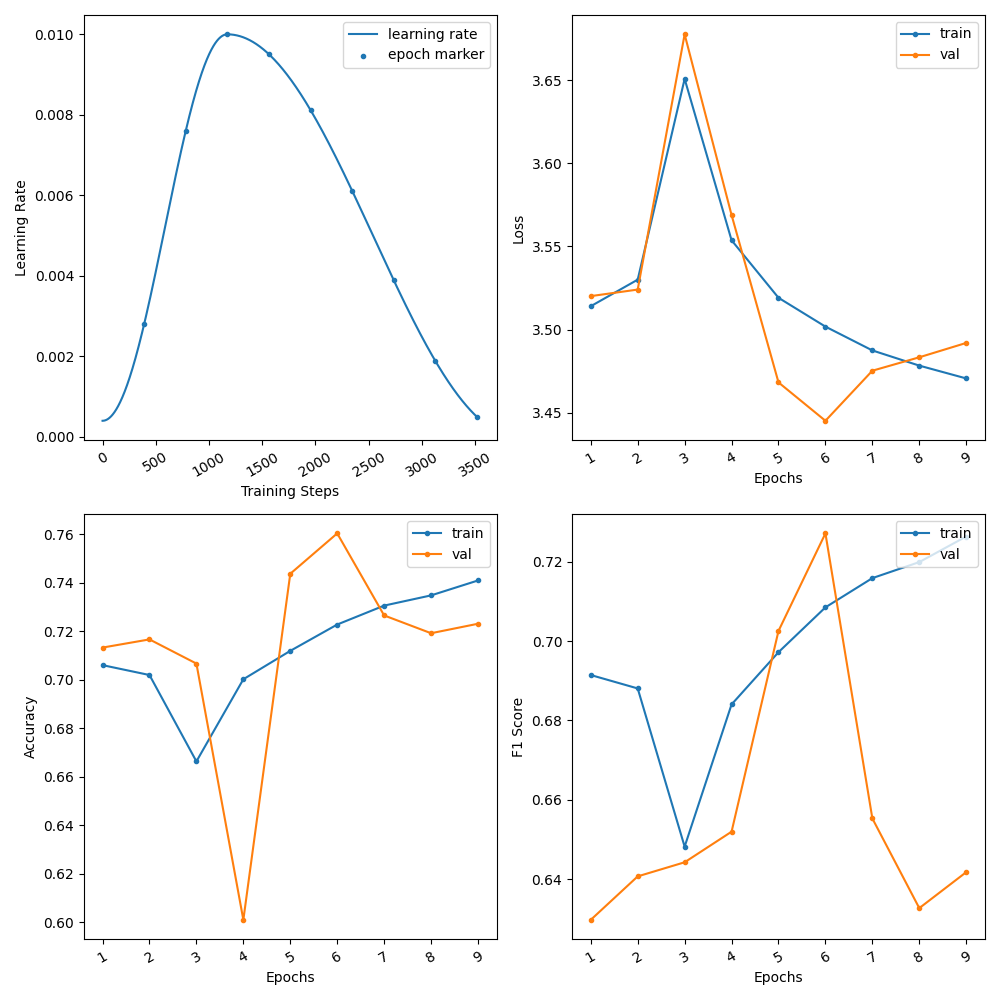 learning rate
epoch marker
0.010
0.008
0.006
0.004
0.002
0.000
Learning Rate
0 500 1000 1500 2000 2500 3000 3500
Training Steps
train
val
3.65
3.60
3.55
3.50
3.45
Loss
1 2 3 4 5 6 7 8 9
Epochs
train
val
0.76
0.74
0.72
0.70
0.68
0.66
0.64
0.62
0.60
Accuracy
1 2 3 4 5 6 7 8 9
Epochs
train
val
0.72
0.70
0.68
0.66
0.64
F1 Score
1 2 3 4 5 6 7 8 9
Epochs